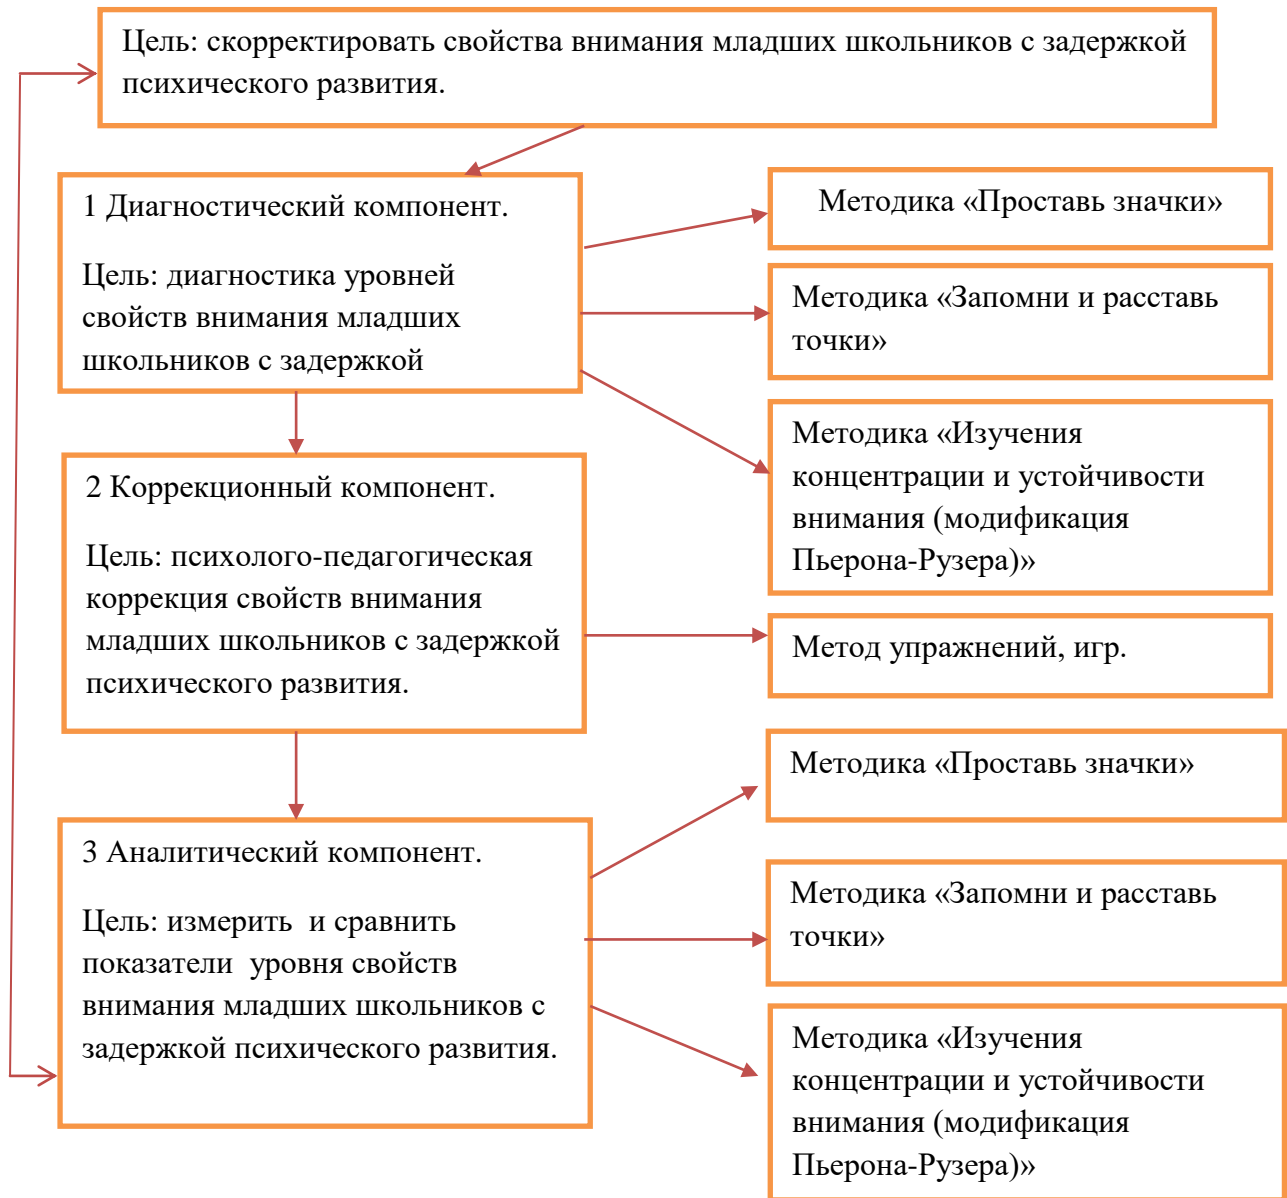 Цель: скорректировать свойства внимания младших школьников с задержкой
психического развития.
1 Диагностический компонент.
Цель: диагностика уровней
свойств внимания младших
школьников с задержкой
Методика «Проставь значки»
Методика «Запомни и расставь
точки»
Методика «Изучения
концентрации и устойчивости
внимания (модификация
Пьерона-Рузера)»
2 Коррекционный компонент.
Цель: психолого-педагогическая
коррекция свойств внимания
младших школьников с задержкой
психического развития.
Метод упражнений, игр.
3 Аналитический компонент.
Цель: измерить  и сравнить
показатели  уровня свойств
внимания младших школьников с
задержкой психического развития.
Методика «Проставь значки»
Методика «Запомни и расставь
точки»
Методика «Изучения
концентрации и устойчивости
внимания (модификация
Пьерона-Рузера)»